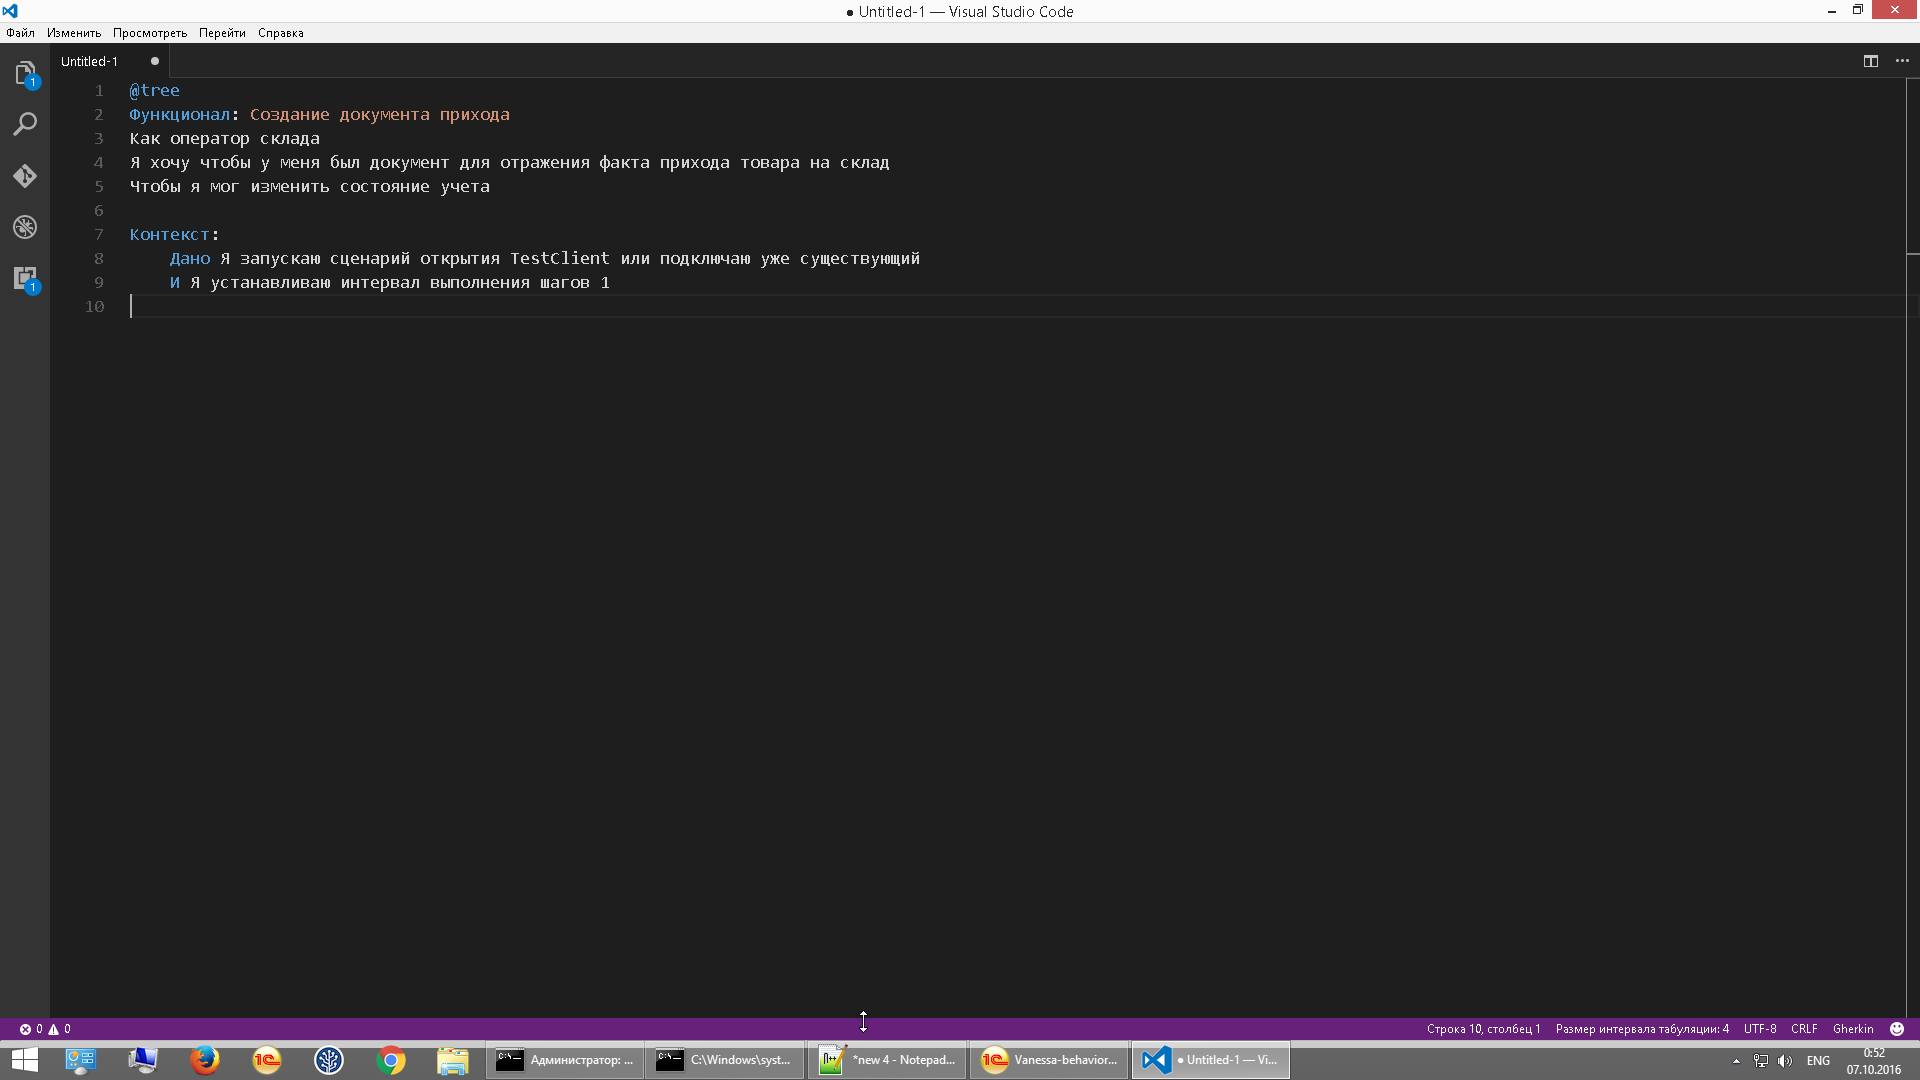 ● Untitled-1 — Visual Studio Code
Файл Изменить Просмотреть Перейти Справка
Untitled-1
1 @tree
2 Функционал: Создание документа прихода
3 Как оператор склада
4 Я хочу чтобы у меня был документ для отражения факта прихода товара на склад
5 Чтобы я мог изменить состояние учета
6
7 Контекст:
8 Дано Я запускаю сценарий открытия TestClient или подключаю уже существующий
9 И Я устанавливаю интервал выполнения шагов 1
10
1
1
0 0 Строка 10, столбец 1 Размер интервала табуляции: 4 UTF-8 CRLF Gherkin
Администратор: ... C:\Windows\syst... *new 4 - Notepad... Vanessa-behavior... ● Untitled-1 — Vi... ENG 0:52
07.10.2016